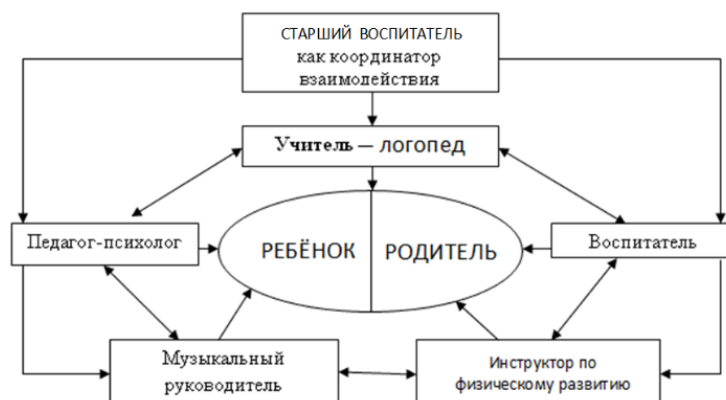 СТАРШИЙ ВОСПИТАТЕЛЬ
как координатор
взаимодействия
Учитель — ЛОГОПЕД
Педагог-психолог
РЕБЁНОК
РОДИТЕЛЬ
Воспитатель
Музыкальный
руководитель
Инструктор по
физическому развитию